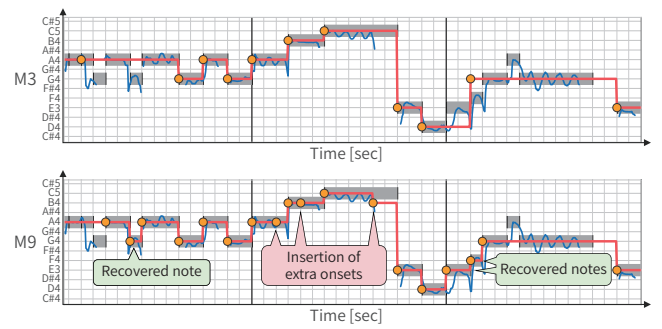 C#5
C5
B4
A#4
A4
G#4
G4
F#4
F4
E3
D#4
D4
C#4
M3
Time [sec]
C#5
C5
B4
A#4
A4
G#4
G4
F#4
F4
E3
D#4
D4
C#4
M9
Recovered note
Insertion of
extra onsets
Recovered notes
Time [sec]